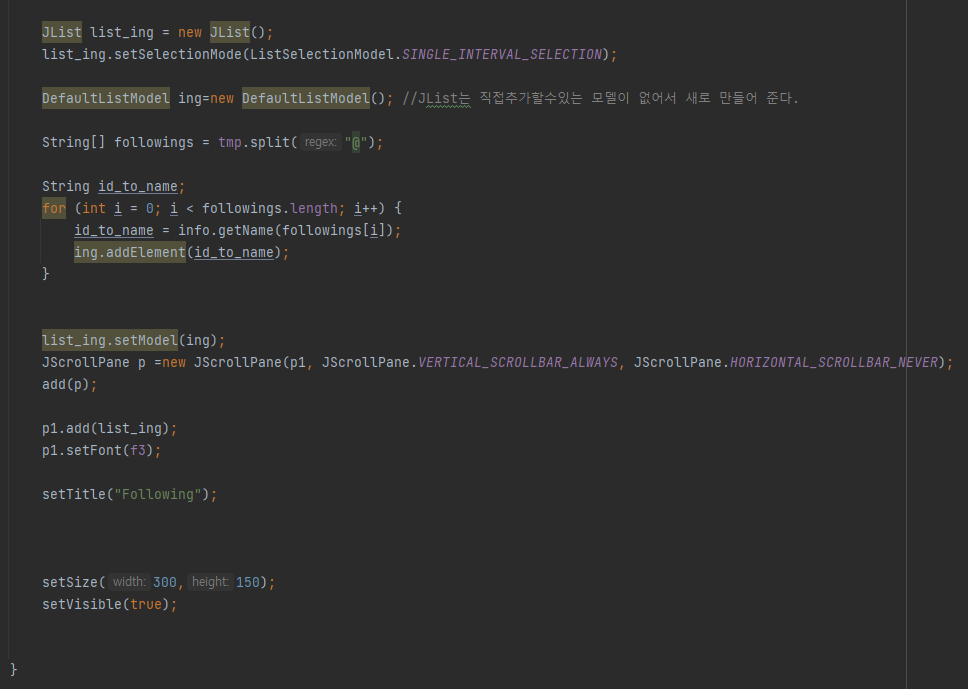 JList list_ing = new JList();
list_ing.setSelectionMode(ListSelectionModel.SINGLE_INTERVAL_SELECTION);
DefaultListModel ing=new DefaultListModel(); //JList는 직접추가할수있는 모델이 없어서 새로 만들어 준다.
String[] followings = tmp.split( regex: "@");
String id_to_name;
for (int i = 0; i < followings.length; i++) {
id_to_name = info.getName(followings[i]);
ing.addElement(id_to_name);
}
list_ing.setModel(ing);
JScrollPane p =new JScrollPane(p1, JScrollPane.VERTICAL_SCROLLBAR_ALWAYS, JScrollPane.HORIZONTAL_SCROLLBAR_NEVER);
add(p);
p1.add(list_ing);
p1.setFont(f3);
setTitle("Following");
setSize( width: 300, height: 150);
setVisible(true);
}